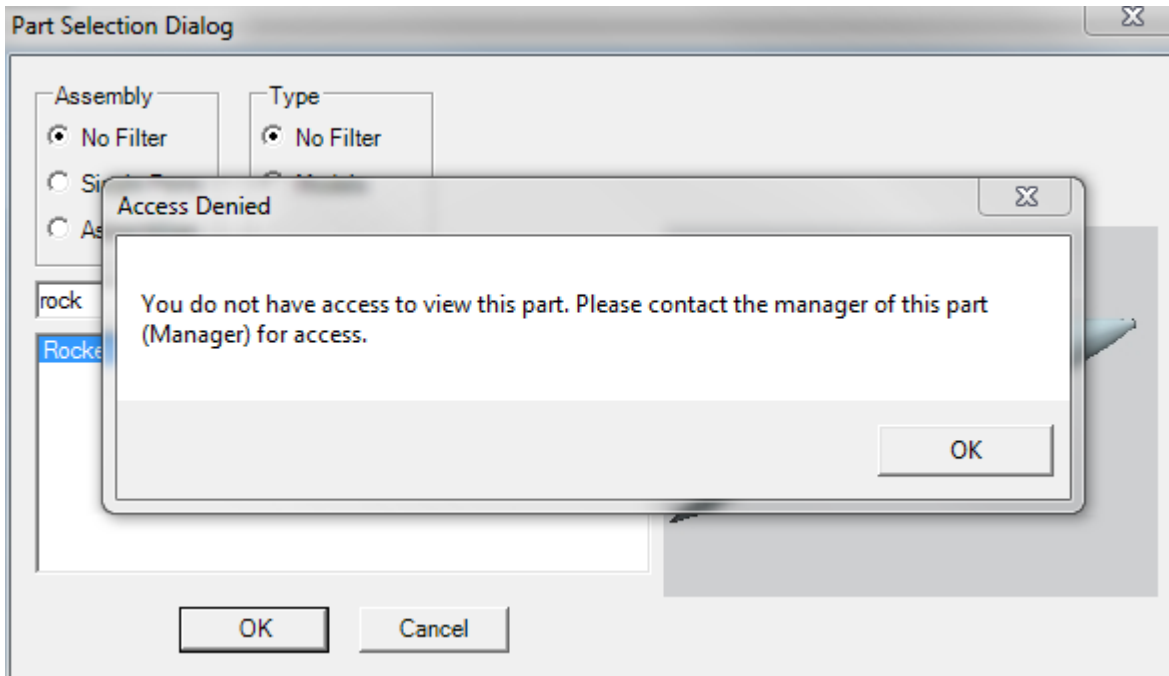 Part Selection Dialog
Assembly
Type
No Filter
No Filter
Access Denied
You do not have access to view this part. Please contact the manager of this part
(Manager) for access.
rock
OK
OK
Cancel